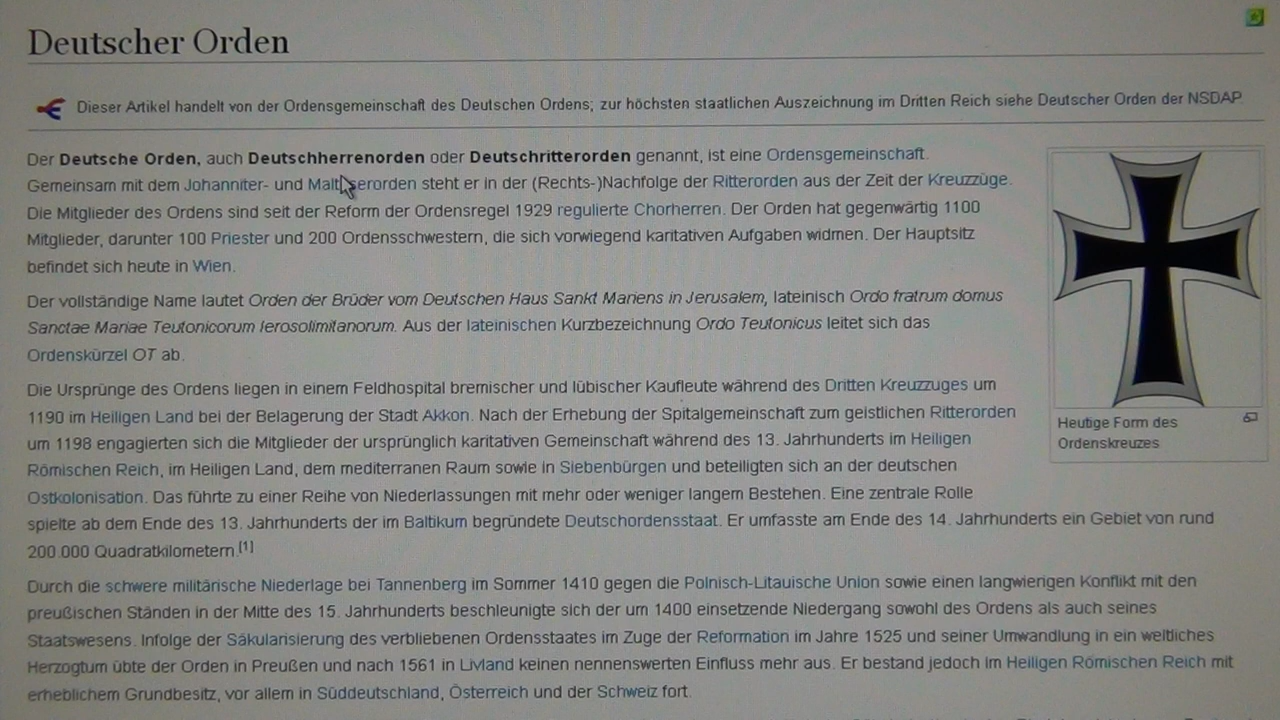 Deutscher Orden
Dieser Artikel handelt von der Ordensgemeinschaft des Deutschen Ordens; zur höchsten staatlichen Auszeichnung im Dritten Reich siehe Deutscher Orden der NSDAP.
Der Deutsche Orden, auch Deutschherrenorden oder Deutschritterorden genannt, ist eine Ordensgemeinschaft.
Gemeinsam mit dem Johanniter- und Malteserorden steht er in der (Rechts-)Nachfolge der Ritterorden aus der Zeit der Kreuzzüge.
Die Mitglieder des Ordens sind seit der Reform der Ordensregel 1929 regulierte Chorherren. Der Orden hat gegenwärtig 1100
Mitglieder, darunter 100 Priester und 200 Ordensschwestern, die sich vorwiegend karitativen Aufgaben widmen. Der Hauptsitz
befindet sich heute in Wien.
Der vollständige Name lautet Orden der Brüder vom Deutschen Haus Sankt Mariens in Jerusalem, lateinisch Ordo fratrum domus
Sanctae Mariae Teutonicorum Ierosolimitanorum. Aus der lateinischen Kurzbezeichnung Ordo Teutonicus leitet sich das
Ordenskürzel OT ab.
Die Ursprünge des Ordens liegen in einem Feldhospital bremischer und lübischer Kaufleute während des Dritten Kreuzzuges um
1190 im Heiligen Land bei der Belagerung der Stadt Akkon. Nach der Erhebung der Spitalgemeinschaft zum geistlichen Ritterorden
um 1198 engagierten sich die Mitglieder der ursprünglich karitativen Gemeinschaft während des 13. Jahrhunderts im Heiligen
Römischen Reich, im Heiligen Land, dem mediterranen Raum sowie in Siebenbürgen und beteiligten sich an der deutschen
Ostkolonisation. Das führte zu einer Reihe von Niederlassungen mit mehr oder weniger langem Bestehen. Eine zentrale Rolle
spielte ab dem Ende des 13. Jahrhunderts der im Baltikum begründete Deutschordensstaat. Er umfasste am Ende des 14. Jahrhunderts ein Gebiet von rund
200.000 Quadratkilometern.[1]
Durch die schwere militärische Niederlage bei Tannenberg im Sommer 1410 gegen die Polnisch-Litauische Union sowie einen langwierigen Konflikt mit den
preußischen Ständen in der Mitte des 15. Jahrhunderts beschleunigte sich der um 1400 einsetzende Niedergang sowohl des Ordens als auch seines
Staatswesens. Infolge der Säkularisierung des verbliebenen Ordensstaates im Zuge der Reformation im Jahre 1525 und seiner Umwandlung in ein weltliches
Herzogtum übte der Orden in Preußen und nach 1561 in Livland keinen nennenswerten Einfluss mehr aus. Er bestand jedoch im Heiligen Römischen Reich mit
erheblichem Grundbesitz, vor allem in Süddeutschland, Österreich und der Schweiz fort.
Heutige Form des
Ordenskreuzes